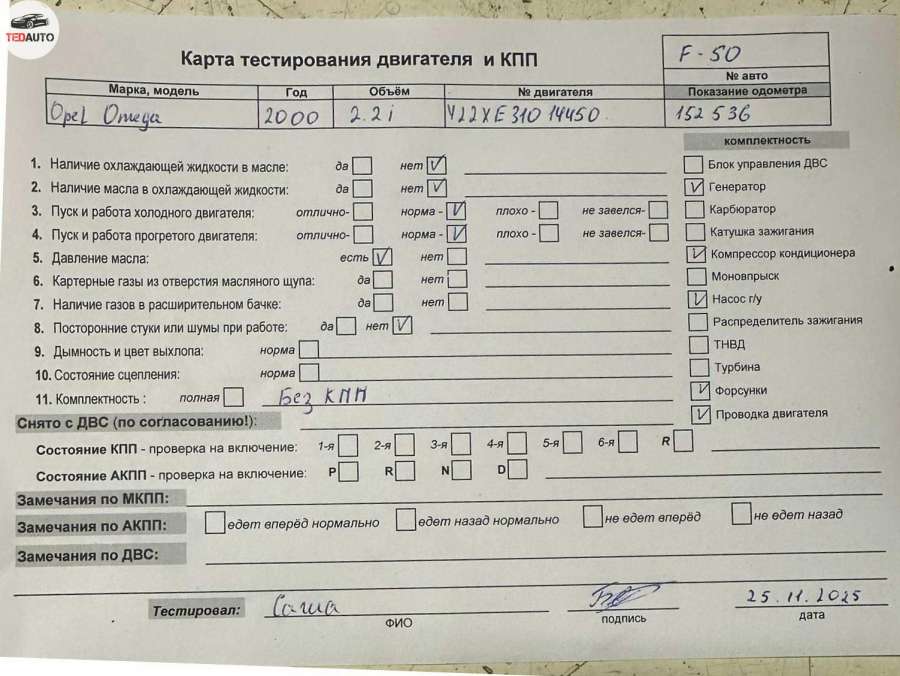 TEDAUTO
Карта тестирования двигателя и КПП
F-50
№ авто
Марка, модель Год Объём № двигателя Показание одометра
Opel Omega 2000 2.2i Y22XE31014450 152 536
комплектность
1. Наличие охлаждающей жидкости в масле: да нет V
Блок управления ДВС
2. Наличие масла в охлаждающей жидкости: да нет V
V Генератор
3. Пуск и работа холодного двигателя: отлично- норма - V плохо - не завелся-
Карбюратор
4. Пуск и работа прогретого двигателя: отлично- норма - V плохо - не завелся-
Катушка зажигания
5. Давление масла: есть V нет
V Компрессор кондиционера
6. Картерные газы из отверстия масляного щупа: да нет
Моновпрыск
7. Наличие газов в расширительном бачке: да нет
V Насос г/у
8. Посторонние стуки или шумы при работе: да нет V
Распределитель зажигания
9. Дымность и цвет выхлопа: норма
ТНВД
10. Состояние сцепления: норма
Турбина
11. Комплектность : полная Без КПП
V Форсунки
Снято с ДВС (по согласованию!):
V Проводка двигателя
Состояние КПП - проверка на включение: 1-я 2-я 3-я 4-я 5-я 6-я R
Состояние АКПП - проверка на включение: P R N D
Замечания по МКПП:
Замечания по АКПП: едет вперёд нормально едет назад нормально не едет вперёд не едет назад
Замечания по ДВС:
Тестировал: Саша 25.11.2025
ФИО подпись дата